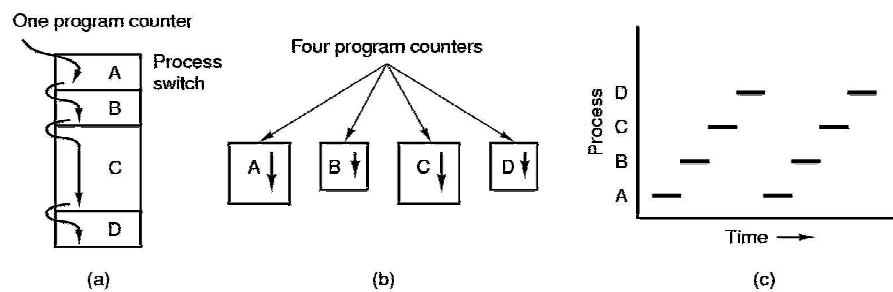 One program counter
Process
switch
A
B
C
D
(a)
Four program counters
A
B
C
D
(b)
Process
D
C
B
A
Time
(c)